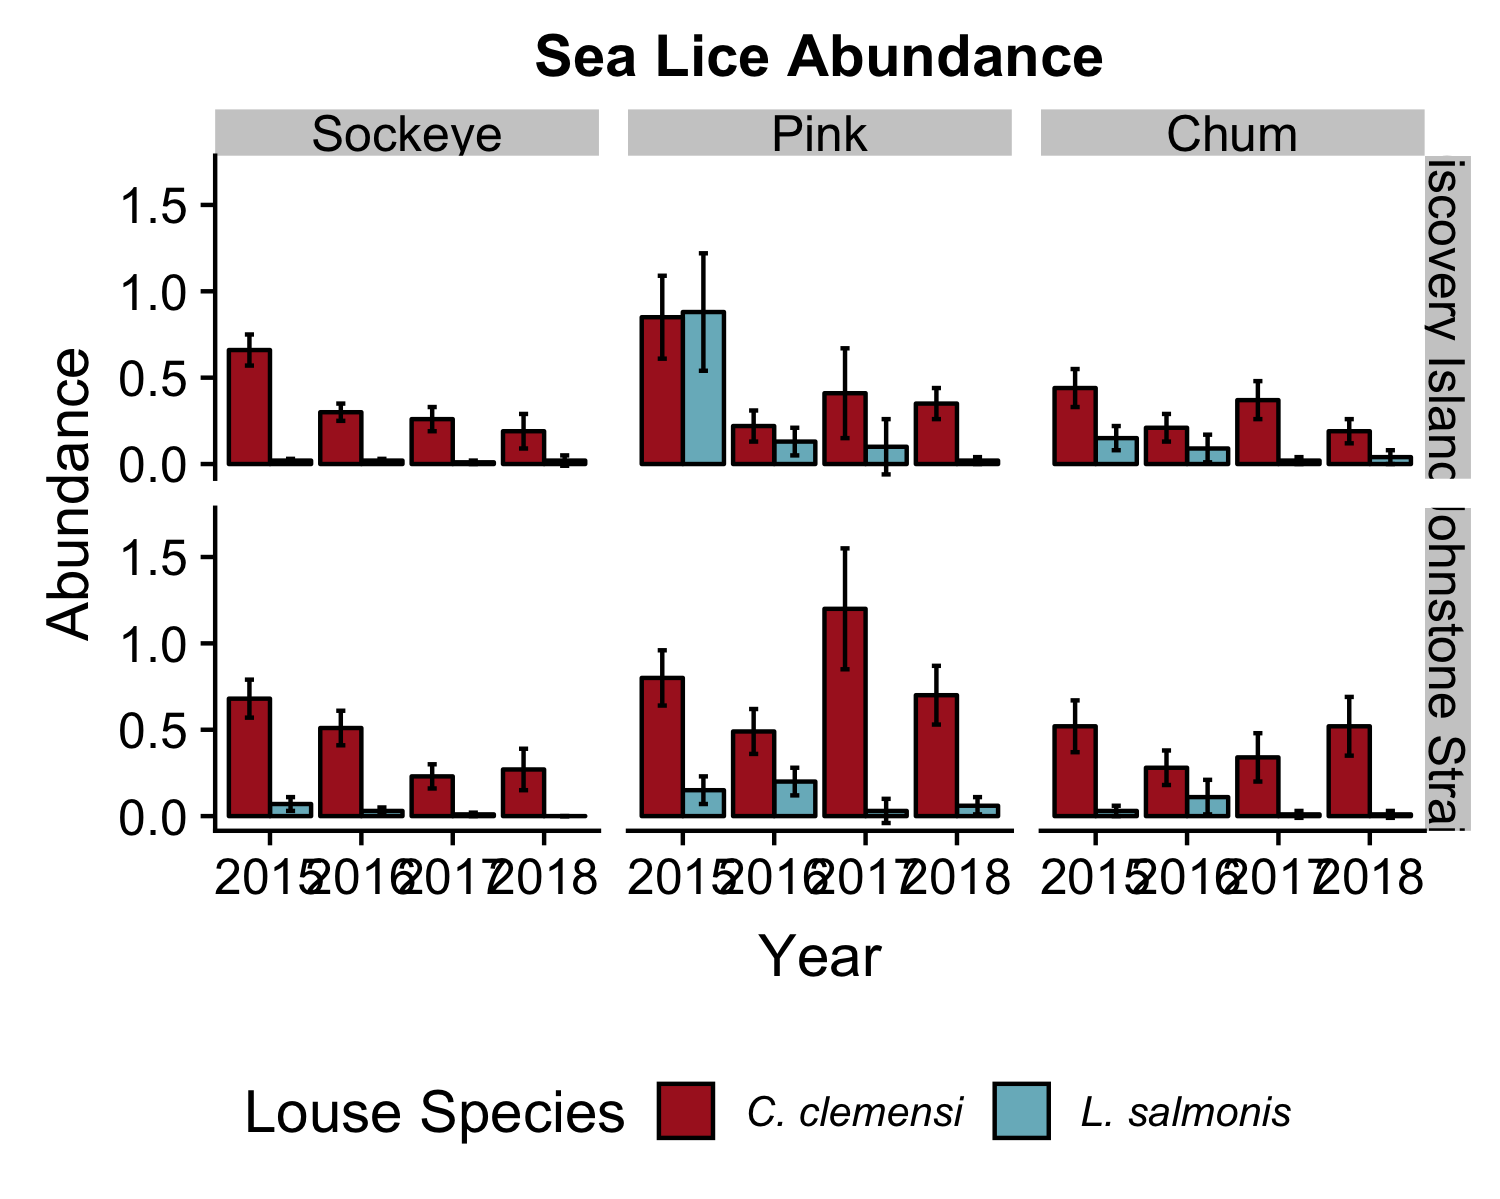 Sea Lice Abundance
Sockeye Pink Chum
1.5
1.0
0.5
0.0
iscovery Island
1.5
1.0
0.5
0.0
Johnstone Strai
Abundance
2015 2016 2017 2018 2015 2016 2017 2018 2015 2016 2017 2018
Year
Louse Species C. clemensi L. salmonis